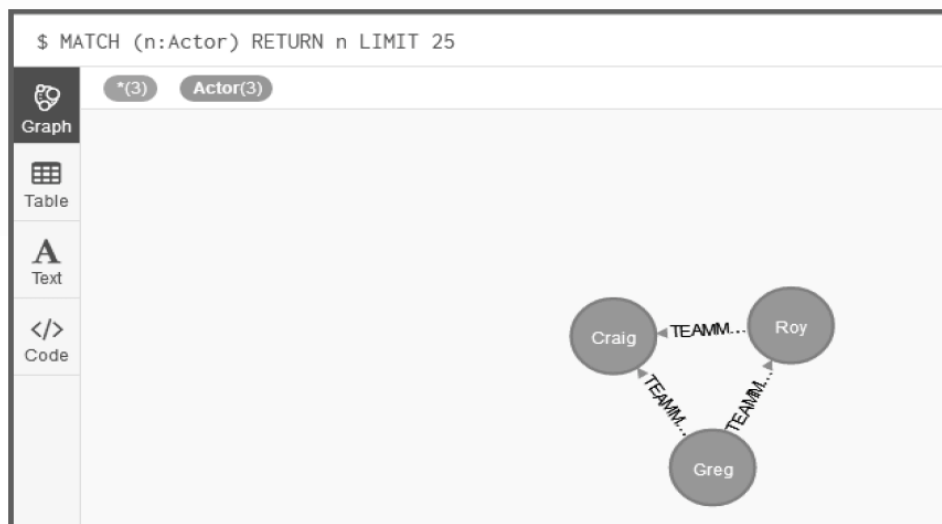 $ MATCH (n:Actor) RETURN n LIMIT 25
*(3) Actor(3)
Graph
Table
A
Text
</>
Code
Craig
TEAMM...
Roy
TEAMM...
TEAMM...
Greg